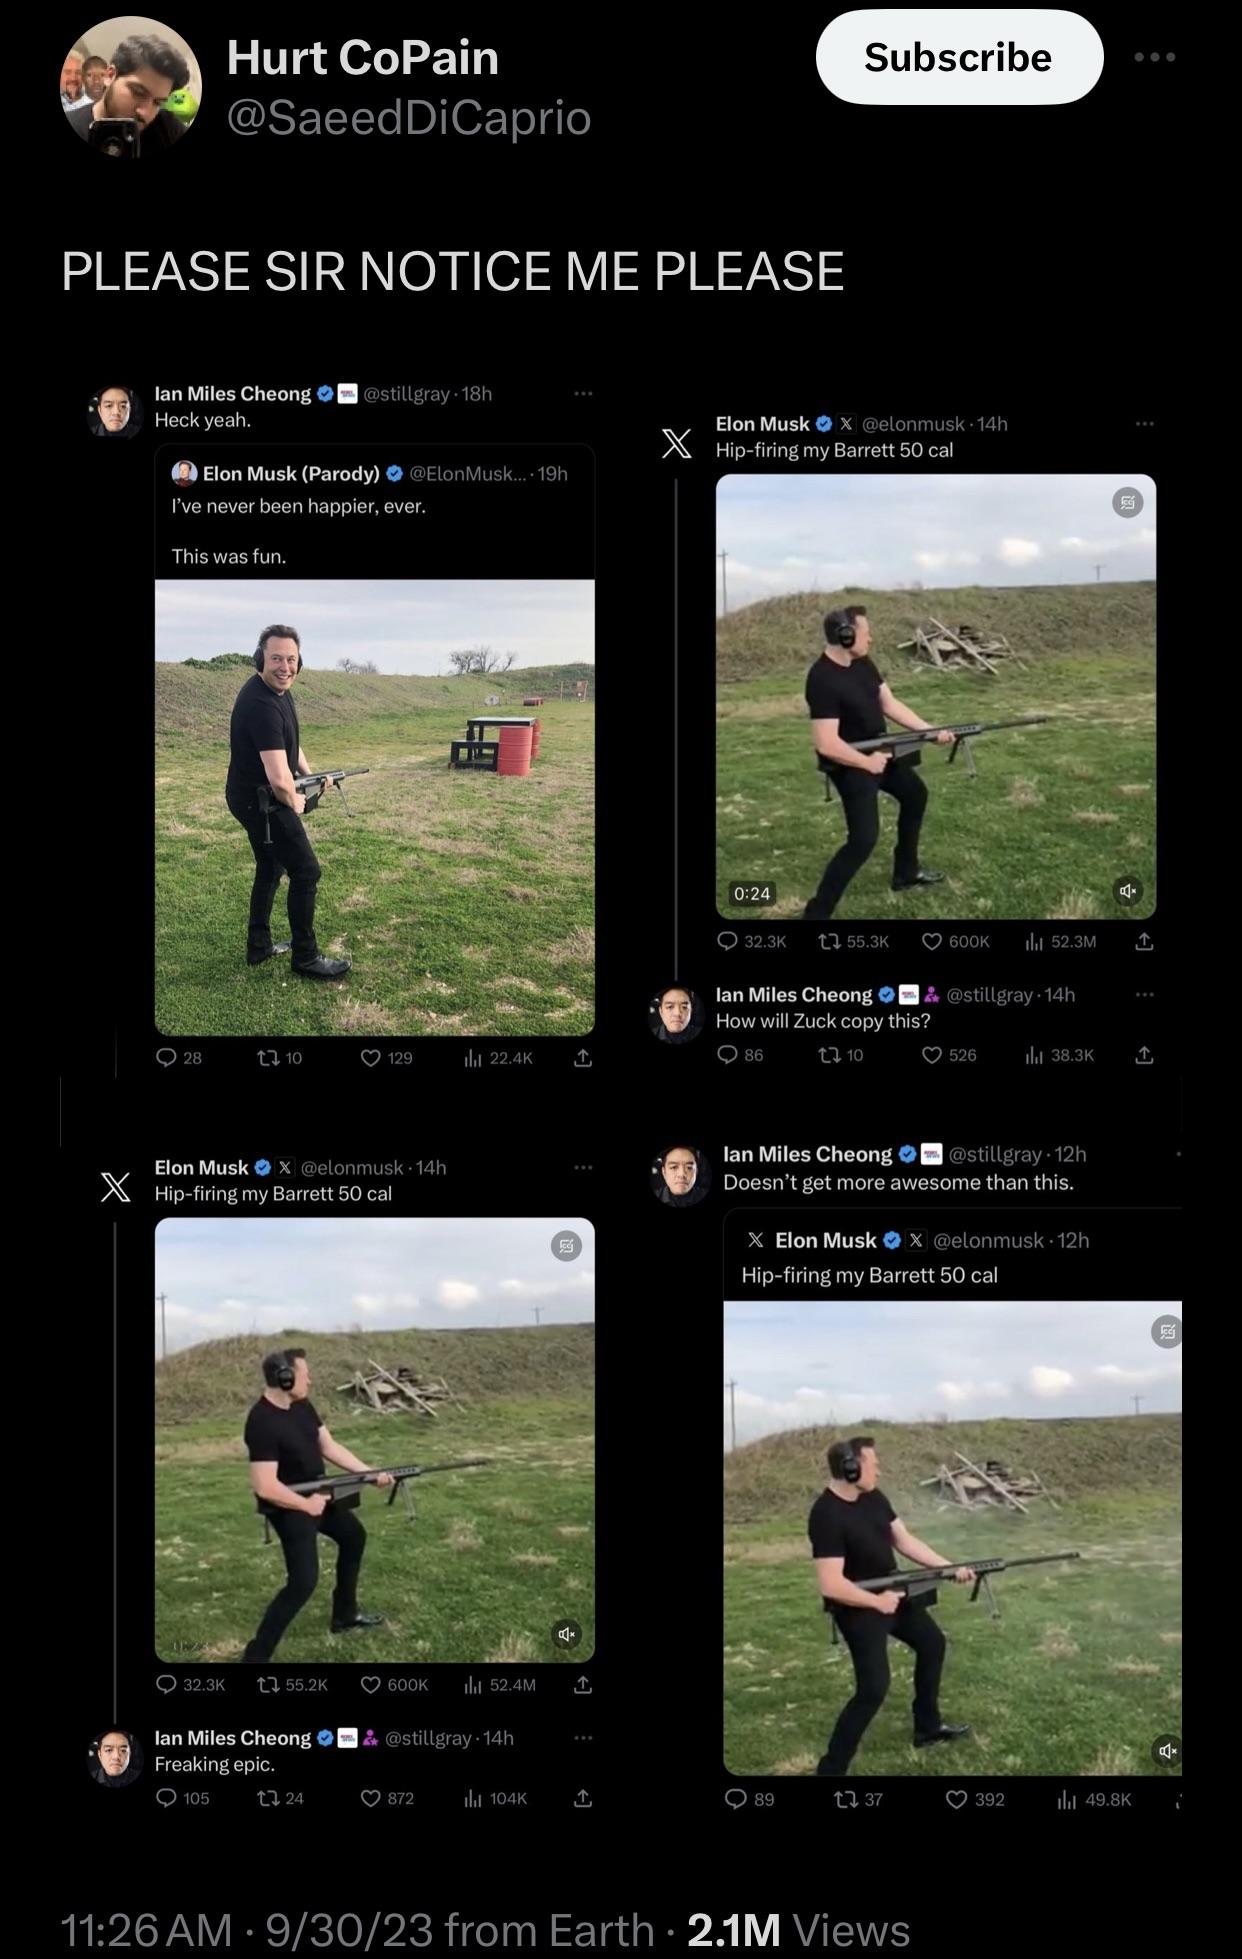 Hurt CoPain
@SaeedDiCaprio
Subscribe
PLEASE SIR NOTICE ME PLEASE
Ian Miles Cheong @stillgray · 18h
Heck yeah.
Elon Musk (Parody) @ElonMusk... · 19h
I've never been happier, ever.
This was fun.
28 10 129 22.4K
Elon Musk X @elonmusk · 14h
Hip-firing my Barrett 50 cal
0:24
32.3K 55.3K 600K 52.3M
Ian Miles Cheong @stillgray · 14h
How will Zuck copy this?
86 10 526 38.3K
Elon Musk X @elonmusk · 14h
Hip-firing my Barrett 50 cal
32.3K 55.2K 600K 52.4M
Ian Miles Cheong @stillgray · 14h
Freaking epic.
105 24 872 104K
Ian Miles Cheong @stillgray · 12h
Doesn't get more awesome than this.
X Elon Musk X @elonmusk · 12h
Hip-firing my Barrett 50 cal
89 37 392 49.8K
11:26 AM · 9/30/23 from Earth · 2.1M Views